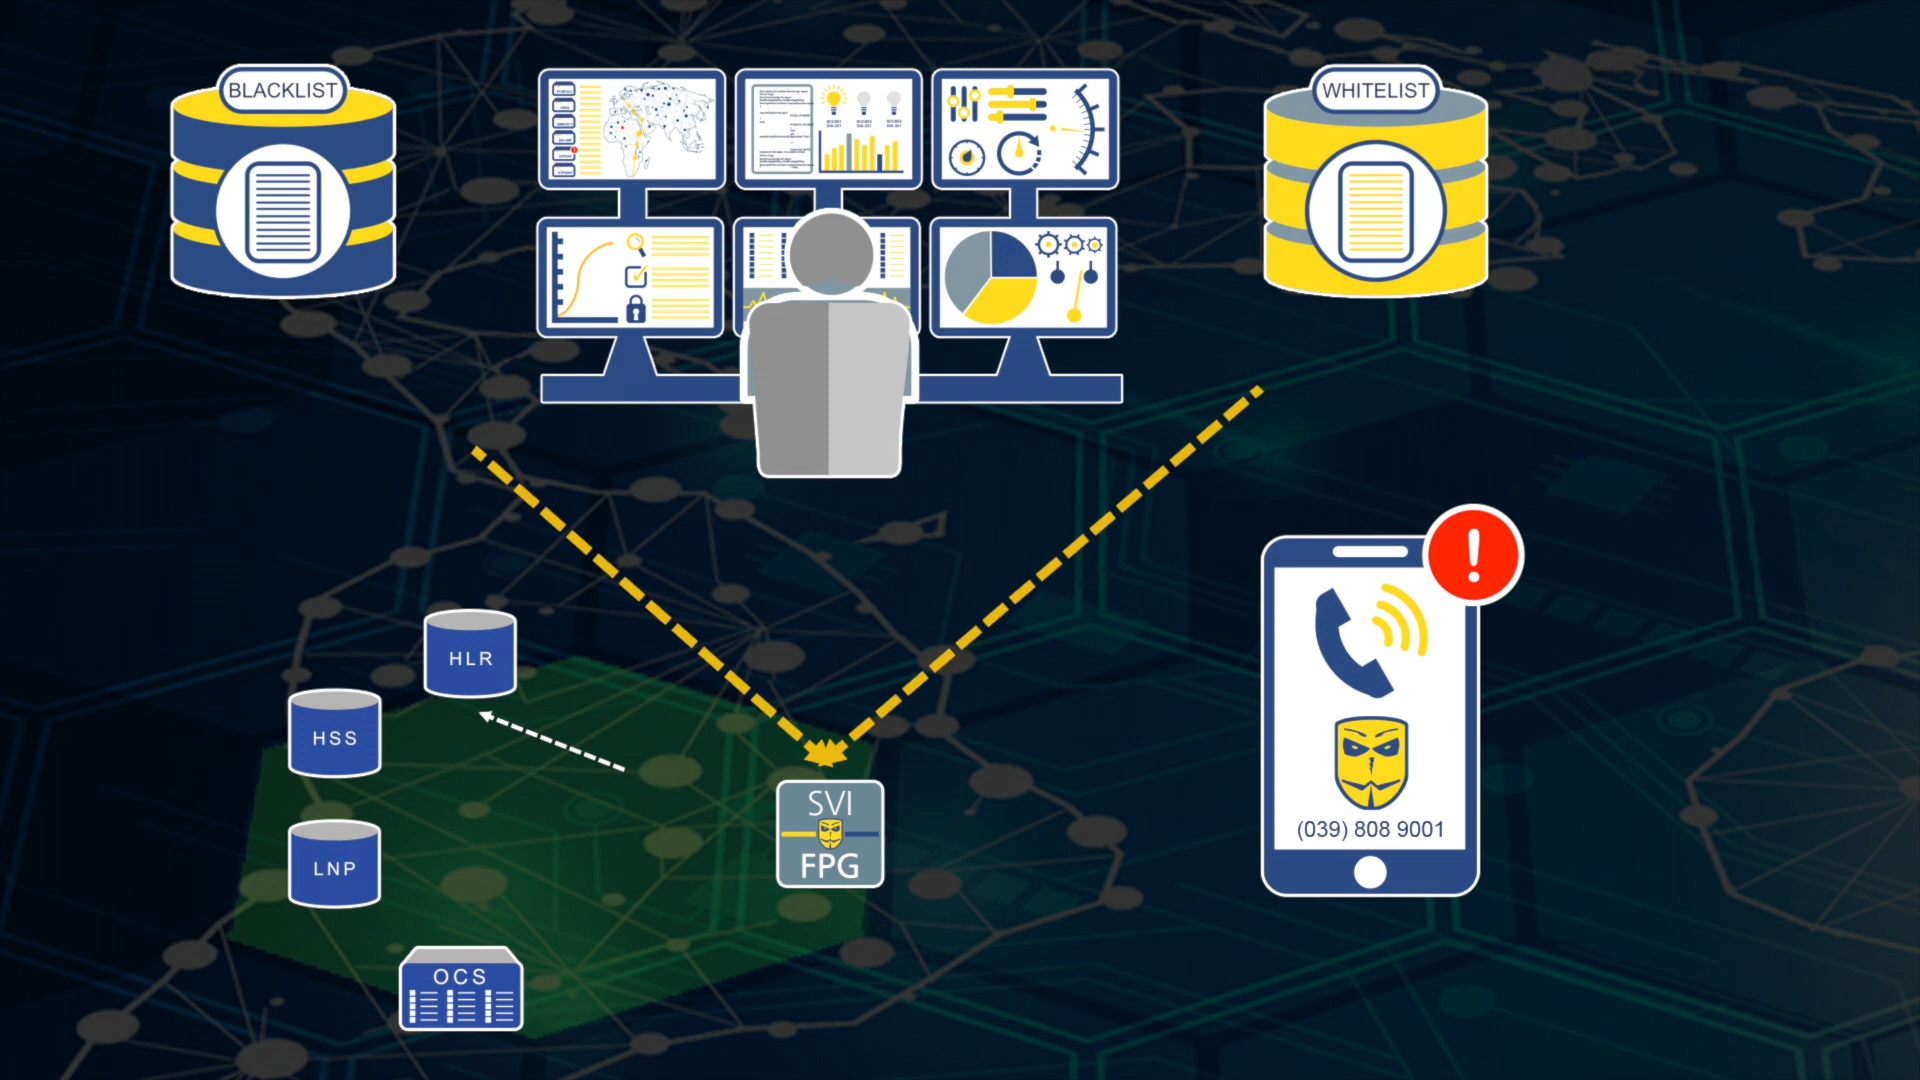 BLACKLIST
WHITELIST
HLR
HSS
LNP
OCS
SVI
FPG
(039) 808 9001